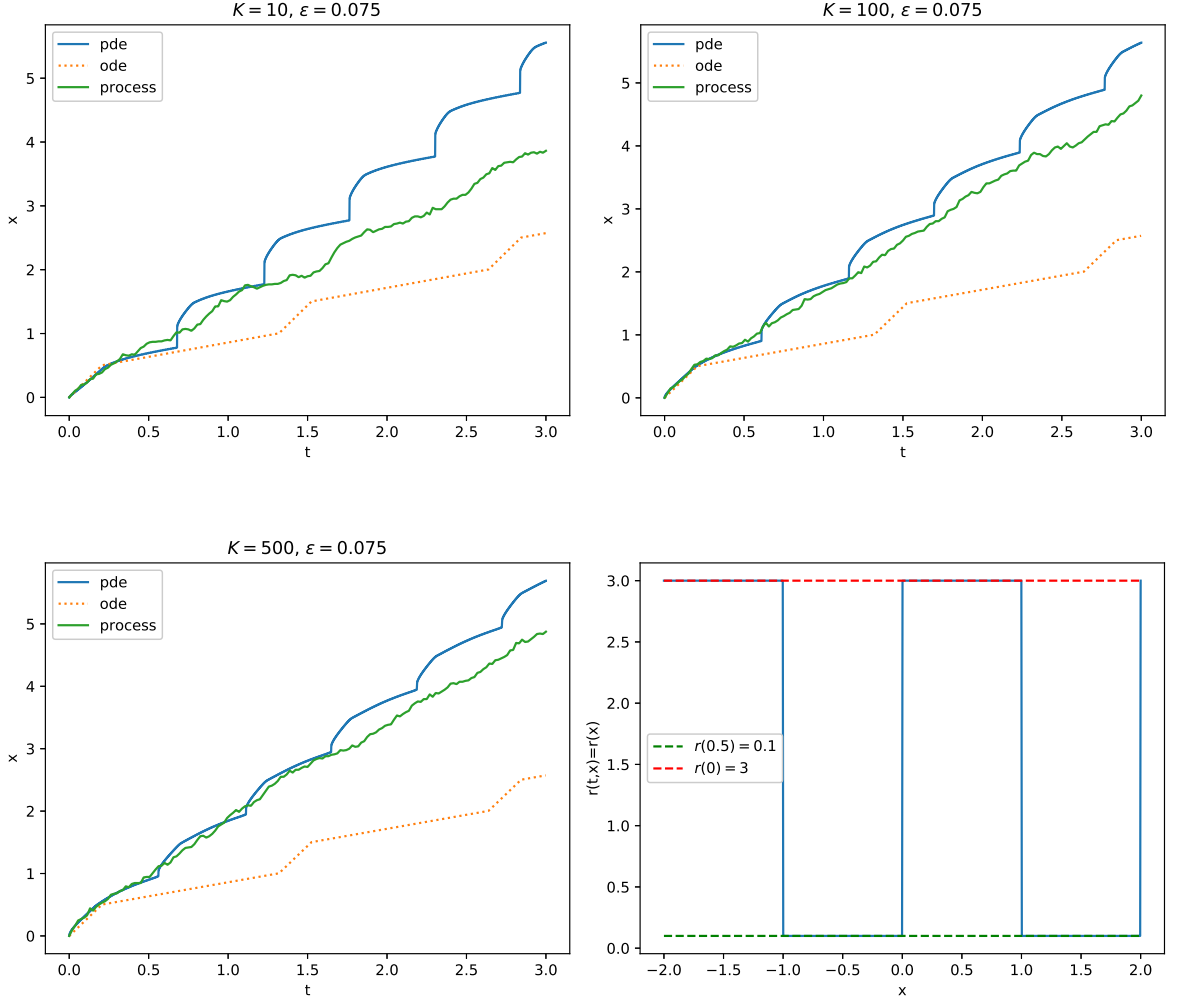 K = 10, ε = 0.075
pde
ode
process
x
5
4
3
2
1
0
0.0 0.5 1.0 1.5 2.0 2.5 3.0
t
K = 100, ε = 0.075
pde
ode
process
x
5
4
3
2
1
0
0.0 0.5 1.0 1.5 2.0 2.5 3.0
t
K = 500, ε = 0.075
pde
ode
process
x
5
4
3
2
1
0
0.0 0.5 1.0 1.5 2.0 2.5 3.0
t
r(t,x)=r(x)
3.0
2.5
2.0
1.5
1.0
0.5
0.0
r(0.5) = 0.1
r(0) = 3
−2.0 −1.5 −1.0 −0.5 0.0 0.5 1.0 1.5 2.0
x